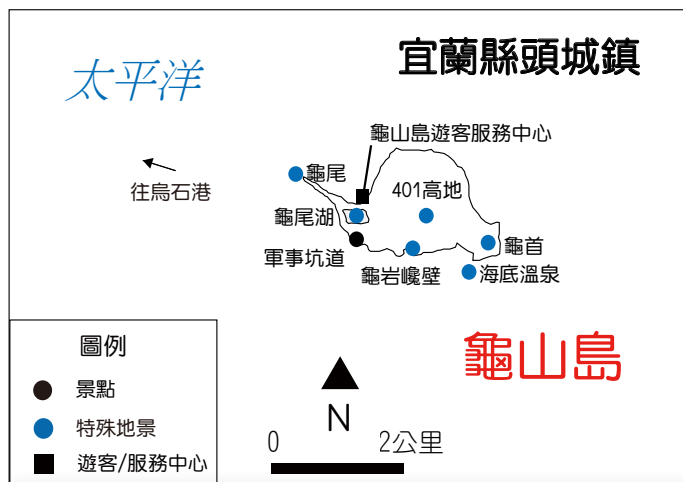 宜蘭縣頭城鎮
太平洋
龜山島遊客服務中心
龜尾
401高地
往烏石港
龜尾湖
龜首
軍事坑道
龜岩巉壁
海底溫泉
龜山島
圖例
景點
特殊地景
遊客/服務中心
N
0
2公里